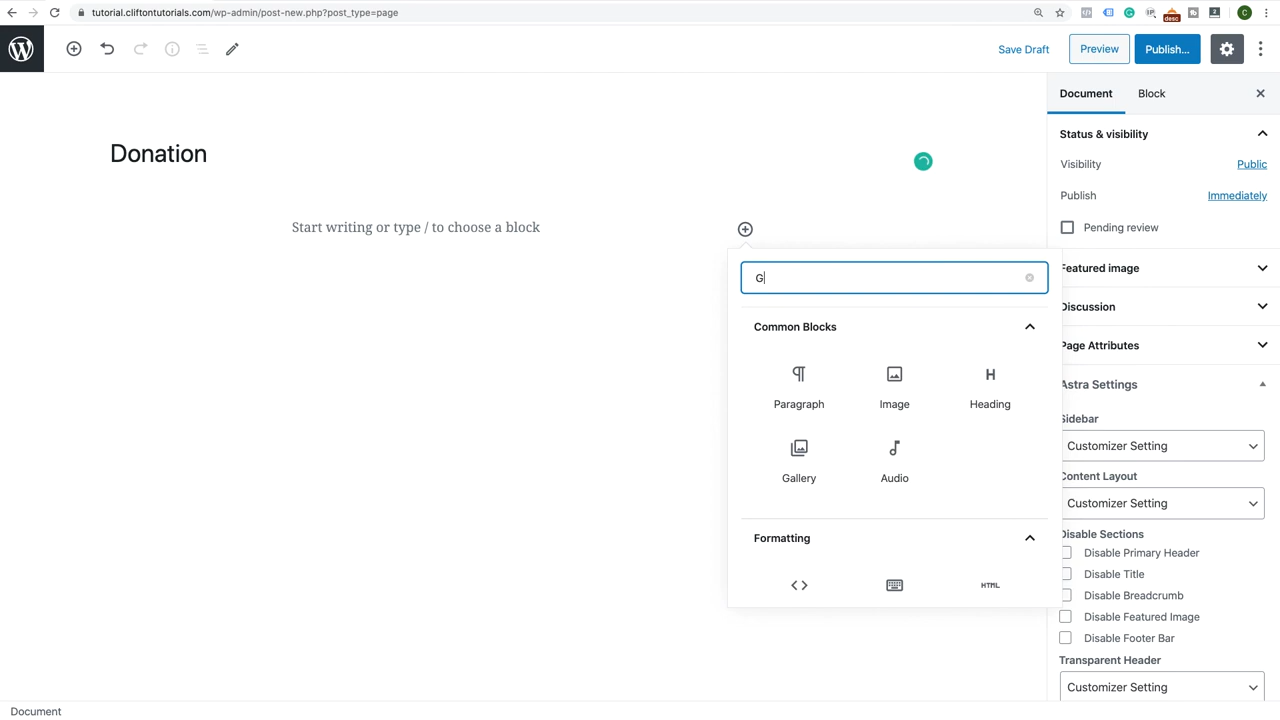 tutorial.cliftontutorials.com/wp-admin/post-new.php?post_type=page
desc
C
Save Draft
Preview
Publish...
Document
Block
Status & visibility
Donation
Visibility
Public
Publish
Immediately
Start writing or type / to choose a block
Pending review
Featured image
G
Discussion
Common Blocks
Page Attributes
Paragraph
Image
H
Heading
Astra Settings
Sidebar
Customizer Setting
Gallery
Audio
Content Layout
Customizer Setting
Formatting
Disable Sections
Disable Primary Header
Disable Title
HTML
Disable Breadcrumb
Disable Featured Image
Disable Footer Bar
Transparent Header
Customizer Setting
Document